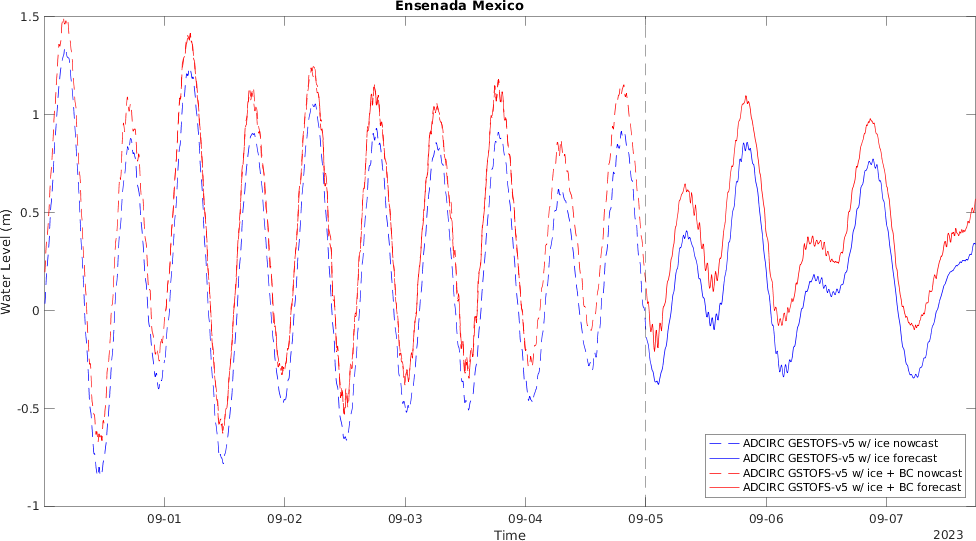 Ensenada Mexico
Water Level (m)
1.5
1
0.5
0
-0.5
-1
ADCIRC GESTOFS-v5 w/ ice nowcast
ADCIRC GESTOFS-v5 w/ ice forecast
ADCIRC GSTOFS-v5 w/ ice + BC nowcast
ADCIRC GSTOFS-v5 w/ ice + BC forecast
09-01 09-02 09-03 09-04 09-05 09-06 09-07
Time
2023